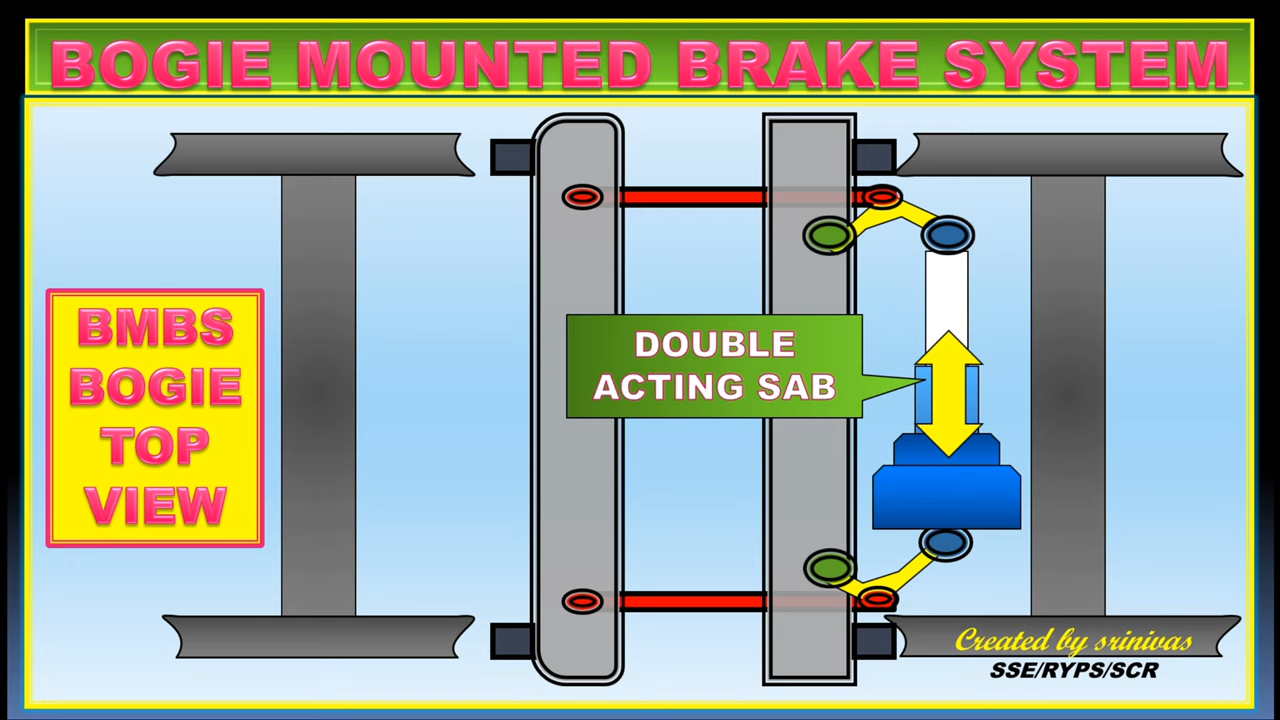 BOGIE MOUNTED BRAKE SYSTEM
BMBS
BOGIE
TOP
VIEW
DOUBLE
ACTING SAB
Created by srinivas
SSE/RYPS/SCR